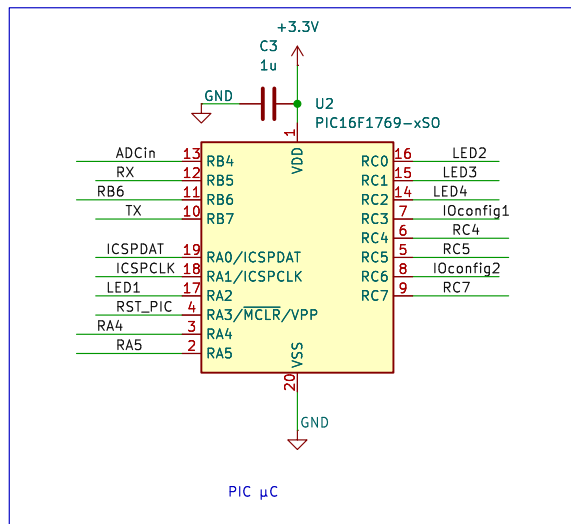 +3.3V
C3
1u
GND
U2
PIC16F1769-xSO
1
VDD
ADCin 13 RB4
RX 12 RB5
RB6 11 RB6
TX 10 RB7
ICSPDAT 19 RA0/ICSPDAT
ICSPCLK 18 RA1/ICSPCLK
LED1 17 RA2
RST_PIC 4 RA3/MCLR/VPP
RA4 3 RA4
RA5 2 RA5
RC0 16 LED2
RC1 15 LED3
RC2 14 LED4
RC3 7 IOconfig1
RC4 6 RC4
RC5 5 RC5
RC6 8 IOconfig2
RC7 9 RC7
VSS
20
GND
PIC µC